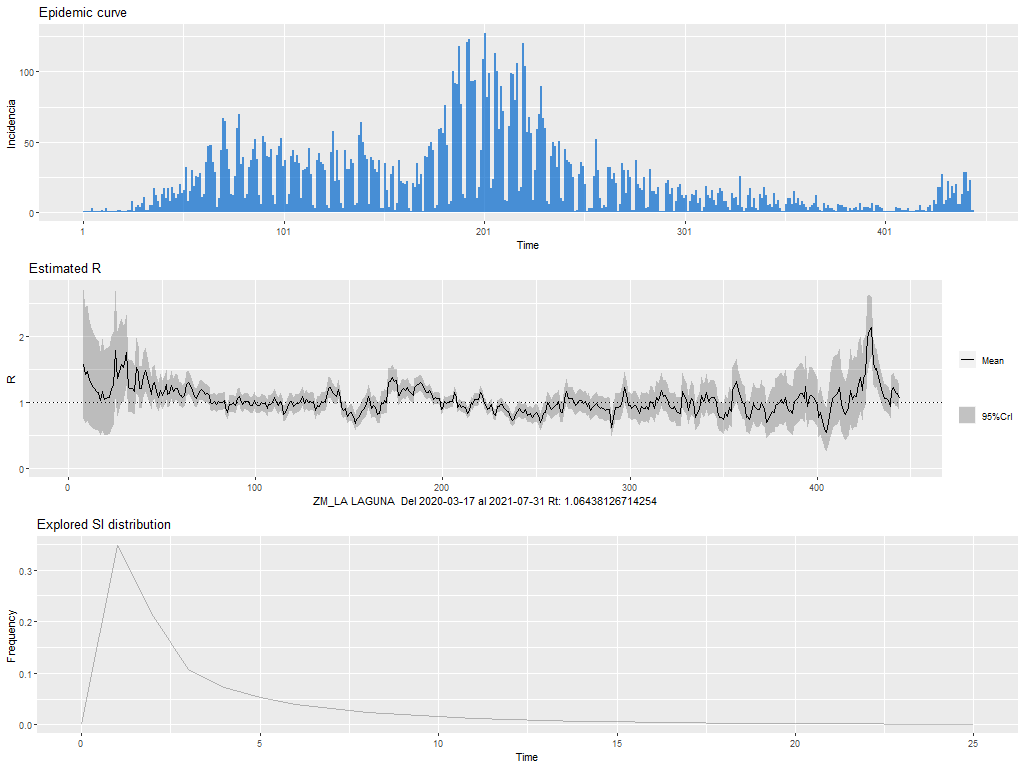 Epidemic curve
Incidencia
100
50
0
1
101
201
301
401
Time
Estimated R
R
2
1
0
0
100
200
300
400
Mean
95%CrI
ZM_LA LAGUNA Del 2020-03-17 al 2021-07-31 Rt: 1.06438126714254
Explored SI distribution
Frequency
0.3
0.2
0.1
0.0
0
5
10
15
20
25
Time